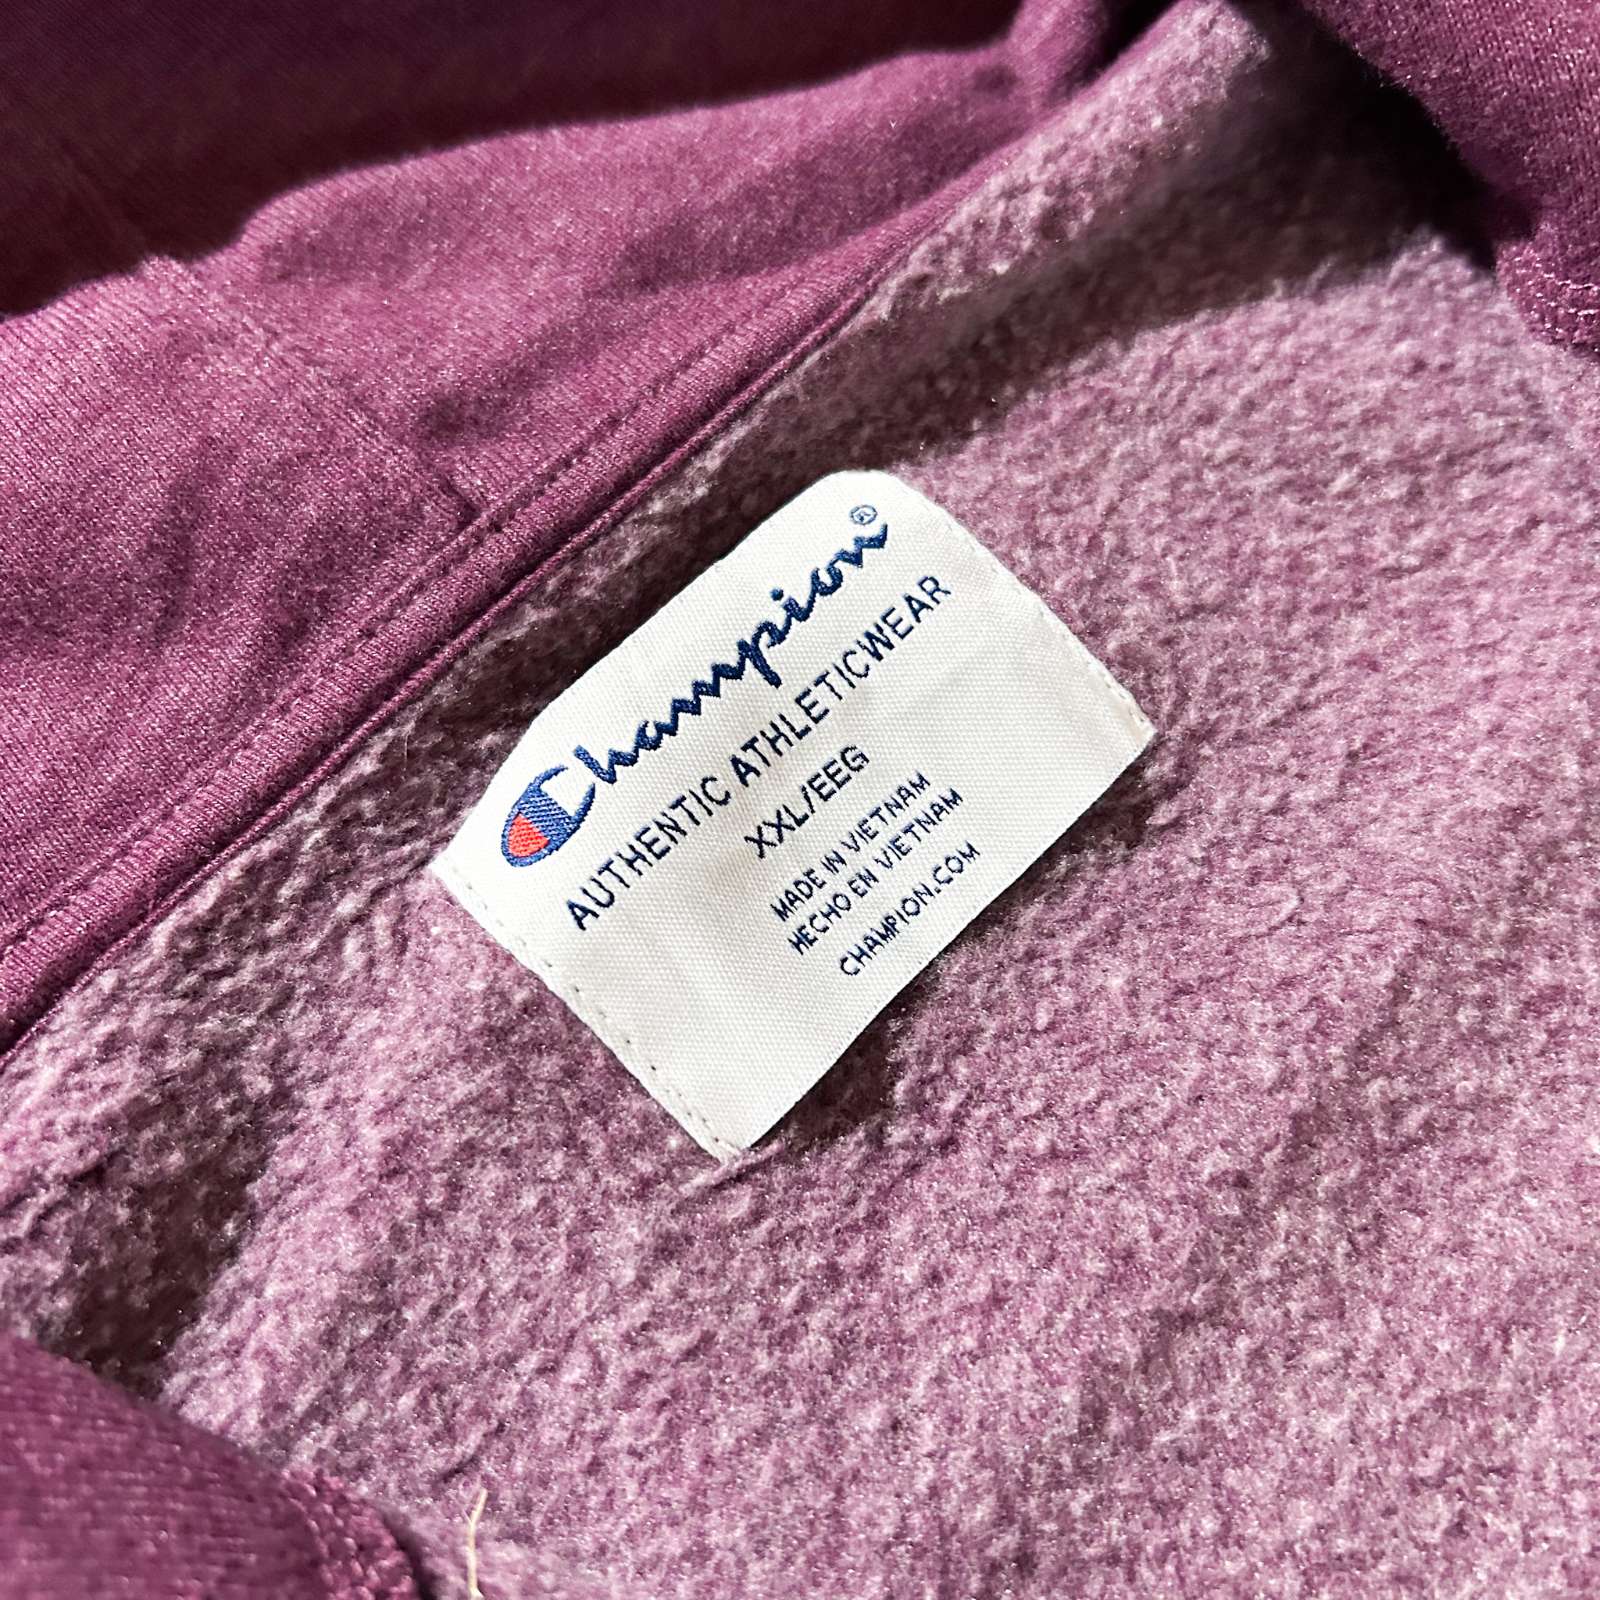 Champion®
AUTHENTIC ATHLETICWEAR
XXL/EEG
MADE IN VIETNAM
HECHO EN VIETNAM
CHAMPION.COM